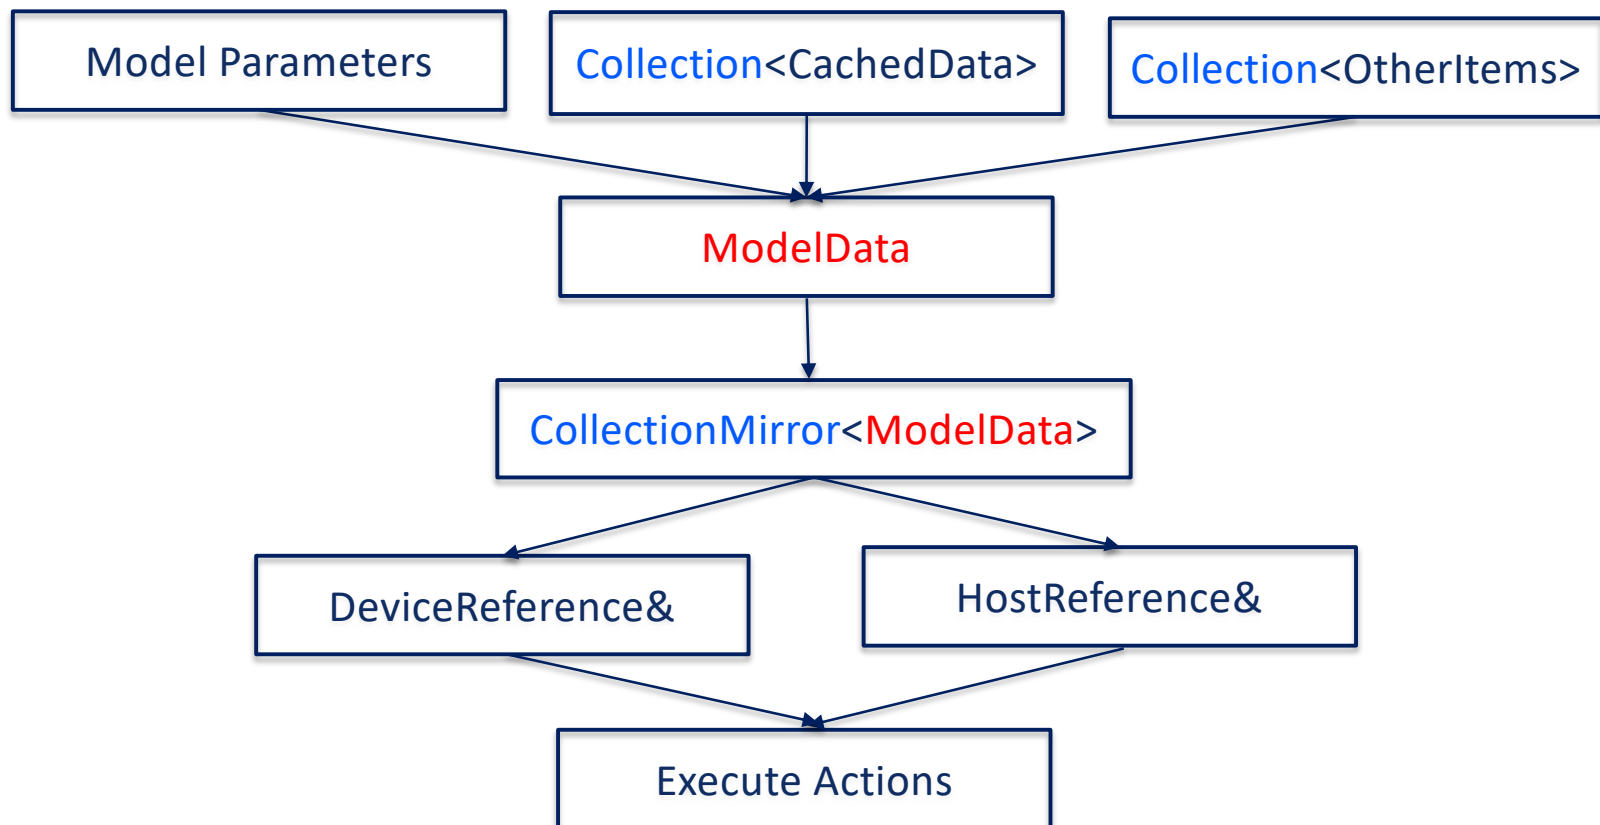 Model Parameters
Collection<CachedData>
Collection<OtherItems>
ModelData
CollectionMirror<ModelData>
DeviceReference&
HostReference&
Execute Actions